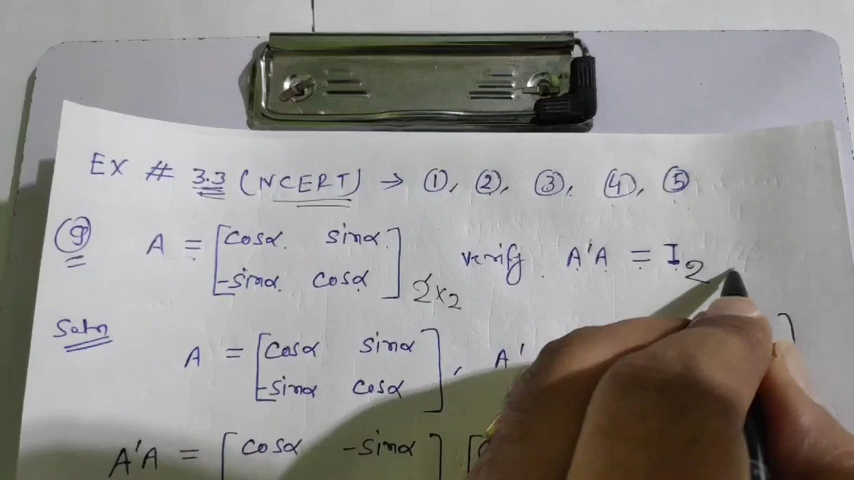 EX # 3.3 (NCERT) → ①, ②, ③, ④, ⑤
⑨ A = [cosα sinα
-sinα cosα] 2×2 verify A'A = I2
Soln
A = [cosα sinα
-sinα cosα], A'
A'A = [cosα -sinα] [